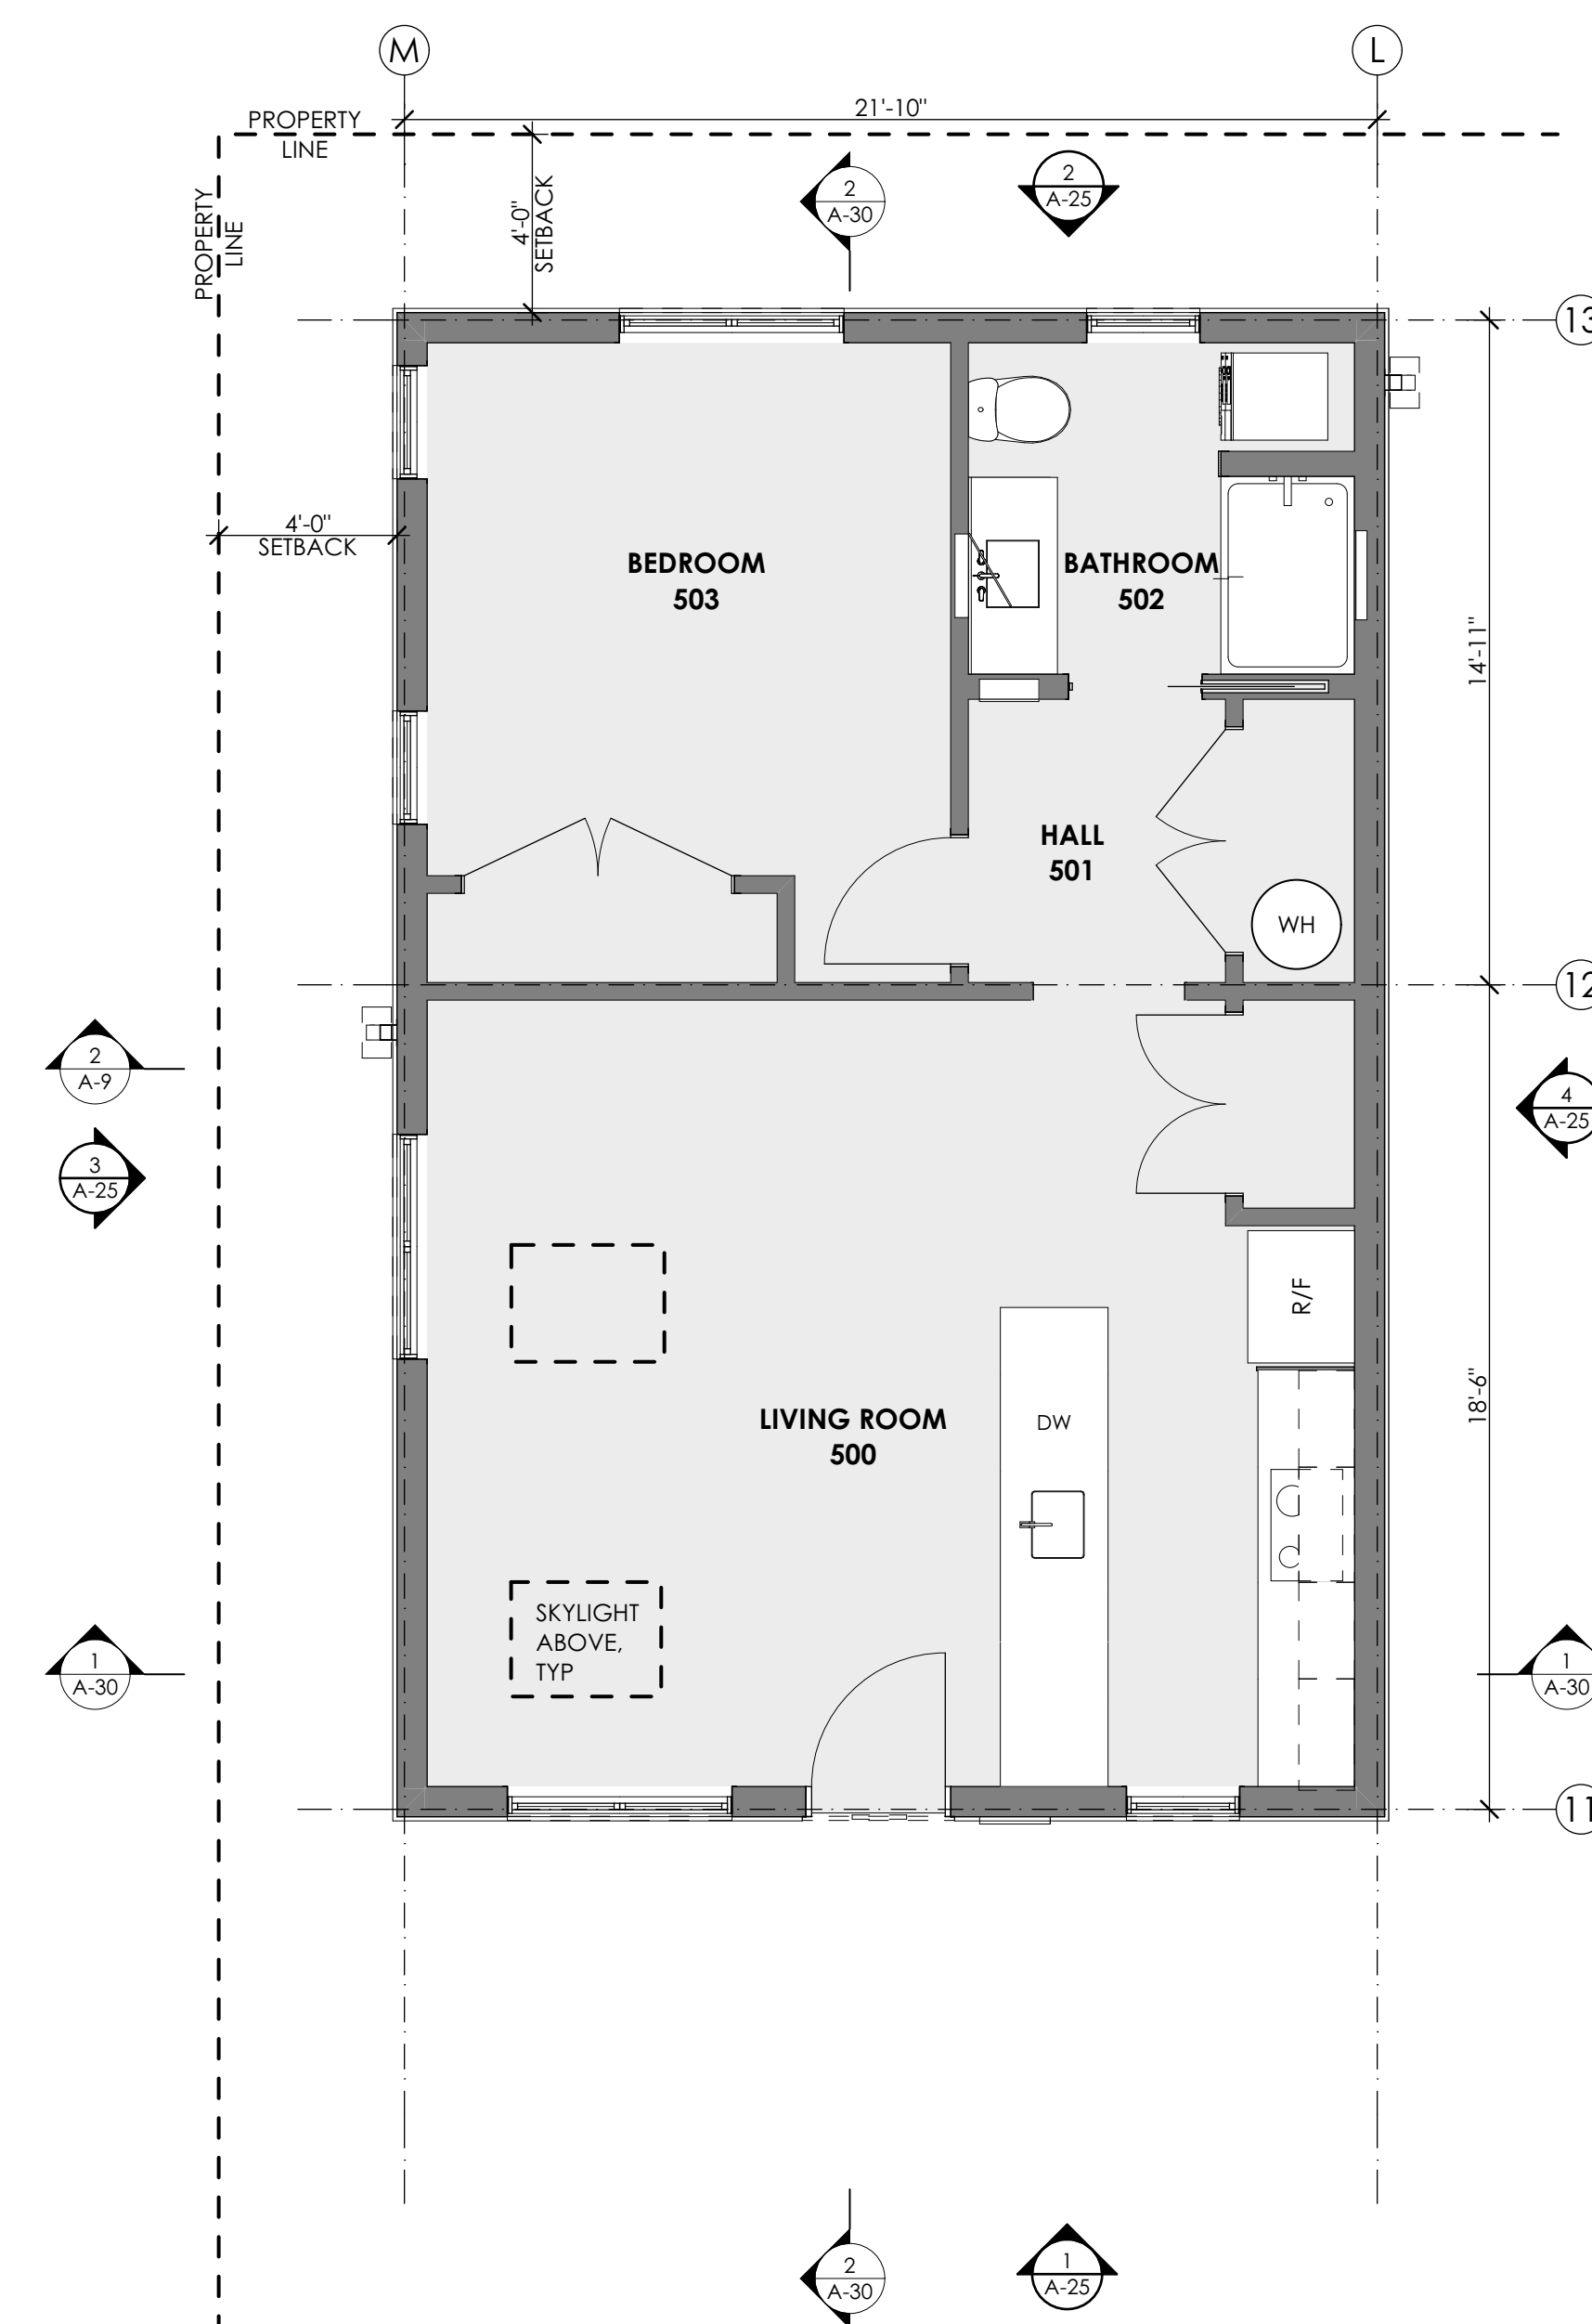 M
L
21'-10"
PROPERTY
LINE
PROPERTY
LINE
4'-0"
SETBACK
2
A-30
2
A-25
13
4'-0"
SETBACK
BEDROOM
503
BATHROOM
502
14'-11"
HALL
501
WH
12
2
A-9
4
A-25
3
A-25
R/F
18'-6"
LIVING ROOM
500
DW
SKYLIGHT
ABOVE,
TYP
1
A-30
1
A-30
11
2
A-30
1
A-25